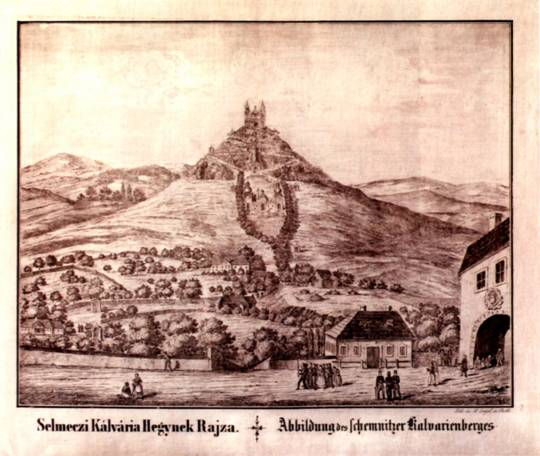 Selmeczi Kálvária Hegynek Rajza. Abbildung des schemnitzer Kalvarienberges